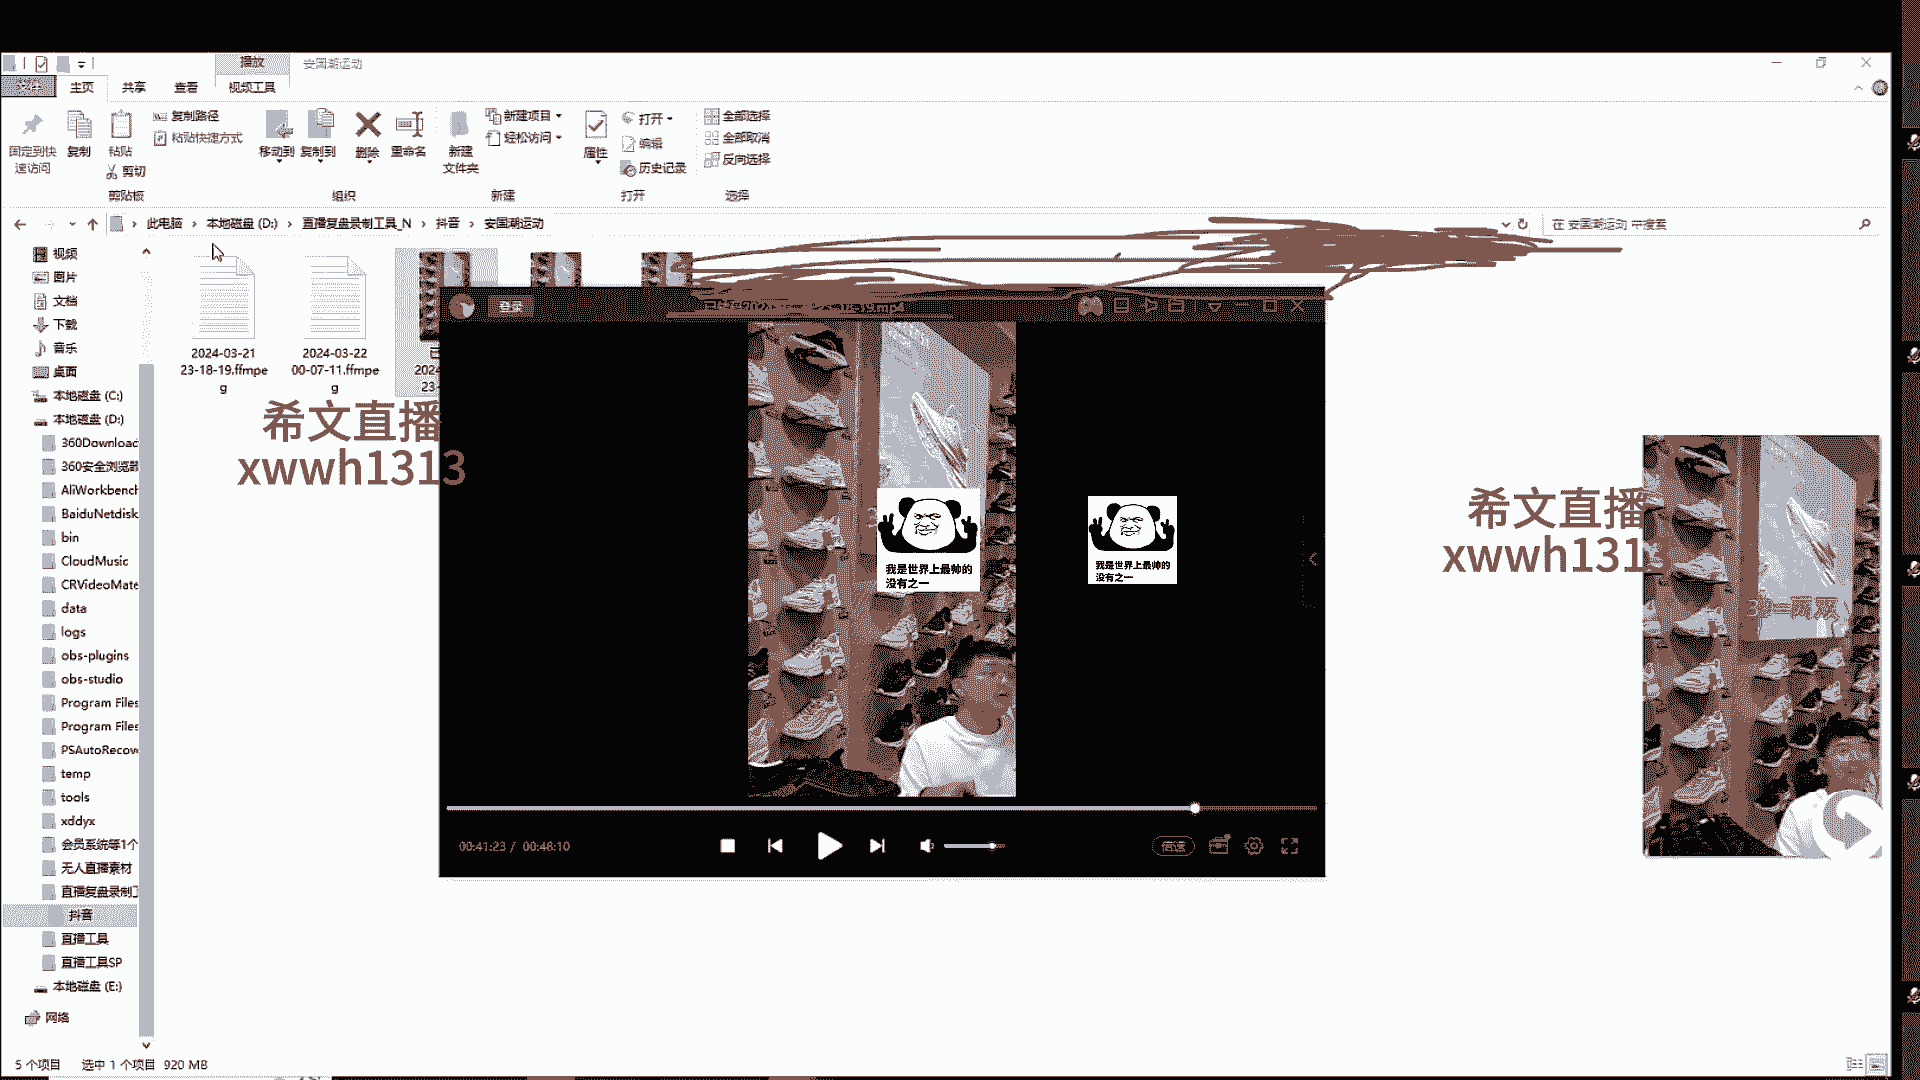 播放
安国潮运动
文件
主页
共享
查看
视频工具
固定到快
速访问
复制
粘贴
复制路径
粘贴快捷方式
剪切
移动到
复制到
删除
重命名
新建
文件夹
新建项目
轻松访问
属性
打开
编辑
历史记录
全部选择
全部取消
反向选择
剪贴板
组织
新建
打开
选择
此电脑
本地磁盘 (D:)
直播复盘录制工具_N
抖音
安国潮运动
在 安国潮运动 中搜索
视频
图片
文档
下载
音乐
桌面
本地磁盘 (C:)
本地磁盘 (D:)
360Download
360安全浏览器
AliWorkbench
BaiduNetdisk
bin
CloudMusic
CRVideoMate
data
logs
obs-plugins
obs-studio
Program Files
Program Files
PSAutoRecov
temp
tools
xddyx
会员系统等1个
无人直播素材
直播复盘录制工
抖音
直播工具
直播工具SP
本地磁盘 (E:)
网络
2024-03-21
23-18-19.ffmpe
g
2024-03-22
00-07-11.ffmpe
g
希文直播
xwwh1313
登录
我是世界上最帅的
没有之一
我是世界上最帅的
没有之一
00:41:23 / 00:48:10
倍速
希文直播
xwwh1313
5 个项目
选中 1 个项目 920 MB